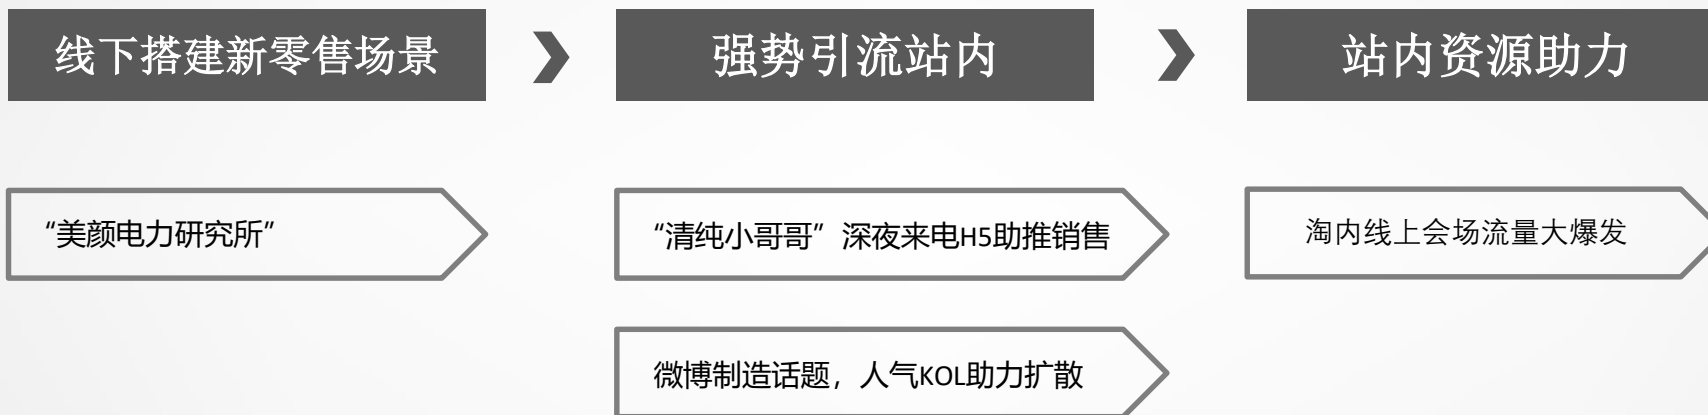 线下搭建新零售场景
强势引流站内
站内资源助力
“美颜电力研究所”
“清纯小哥哥”深夜来电H5助推销售
淘内线上会场流量大爆发
微博制造话题，人气KOL助力扩散